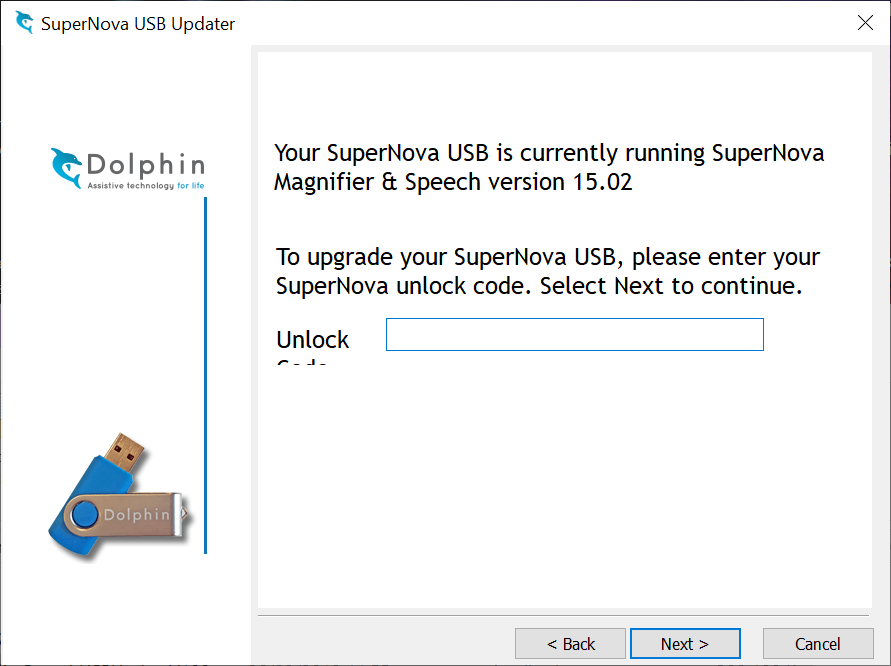 SuperNova USB Updater
Dolphin
Assistive technology for life
Your SuperNova USB is currently running SuperNova
Magnifier & Speech version 15.02
To upgrade your SuperNova USB, please enter your
SuperNova unlock code. Select Next to continue.
Unlock
Code
Dolphin
< Back
Next >
Cancel